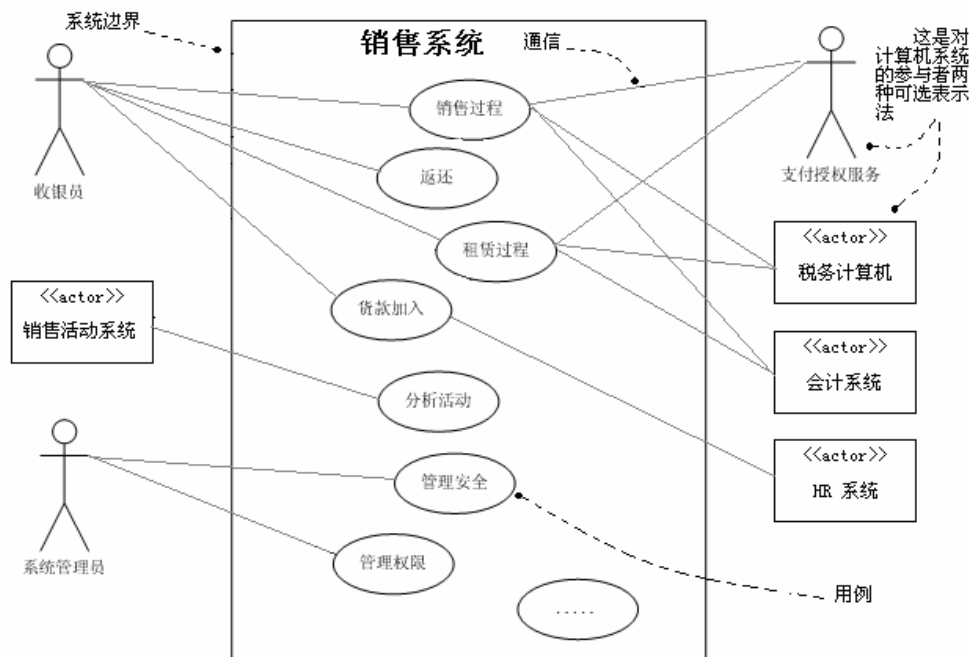 系统边界
销售系统
通信
这是对
计算机系统
的参与者两
种可选表示
法
销售过程
返还
收银员
支付授权服务
租赁过程
<<actor>>
税务计算机
<<actor>>
销售活动系统
货款加入
<<actor>>
会计系统
分析活动
<<actor>>
HR 系统
管理安全
系统管理员
管理权限
用例
.....